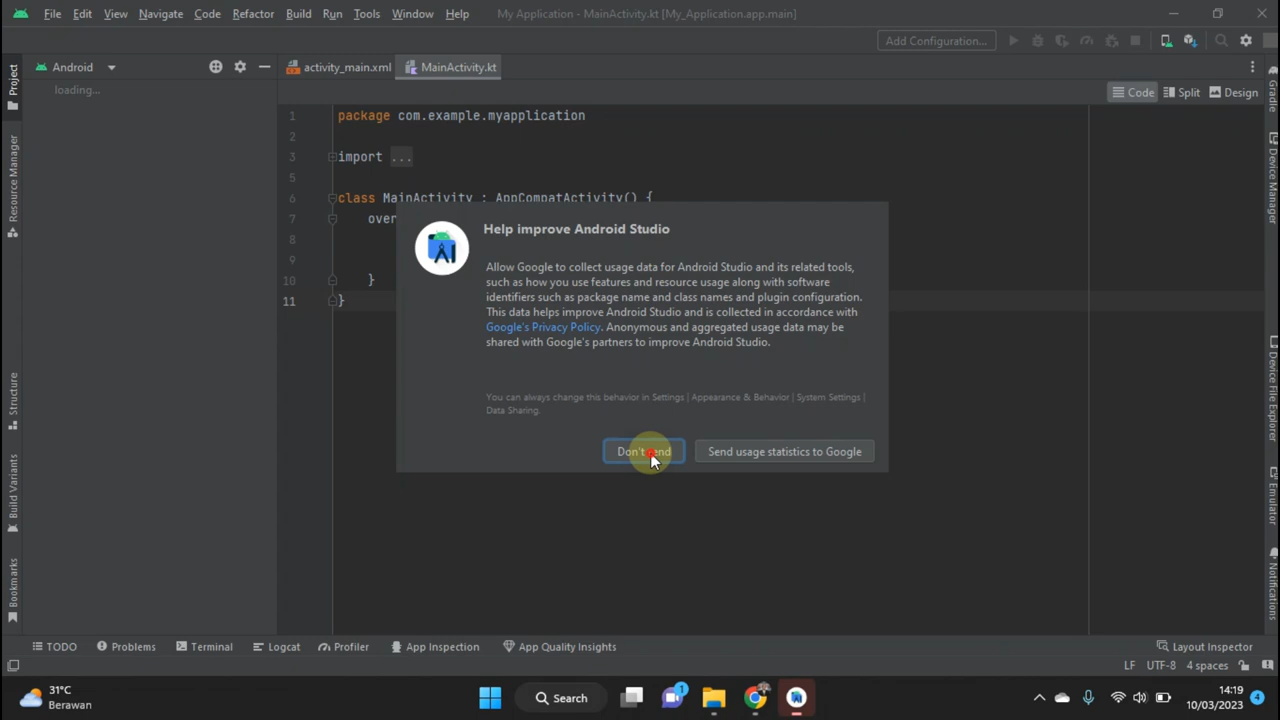 File Edit View Navigate Code Refactor Build Run Tools Window Help My Application - MainActivity.kt [My_Application.app.main]
Add Configuration...
Project
Android
activity_main.xml
MainActivity.kt
loading...
Code Split Design
Resource Manager
Structure
Build Variants
Bookmarks
1 package com.example.myapplication
2
3 import ...
5
6 class MainActivity : AppCompatActivity() {
7 over
8
9
10 }
11 }
Help improve Android Studio
Allow Google to collect usage data for Android Studio and its related tools,
such as how you use features and resource usage along with software
identifiers such as package name and class names and plugin configuration.
This data helps improve Android Studio and is collected in accordance with
Google's Privacy Policy. Anonymous and aggregated usage data may be
shared with Google's partners to improve Android Studio.
You can always change this behavior in Settings | Appearance & Behavior | System Settings |
Data Sharing.
Don't send
Send usage statistics to Google
Gradle
Device Manager
Device File Explorer
Emulator
Notifications
TODO Problems Terminal Logcat Profiler App Inspection App Quality Insights Layout Inspector
LF UTF-8 4 spaces
31°C
Berawan
Search
1
14:19
10/03/2023
4